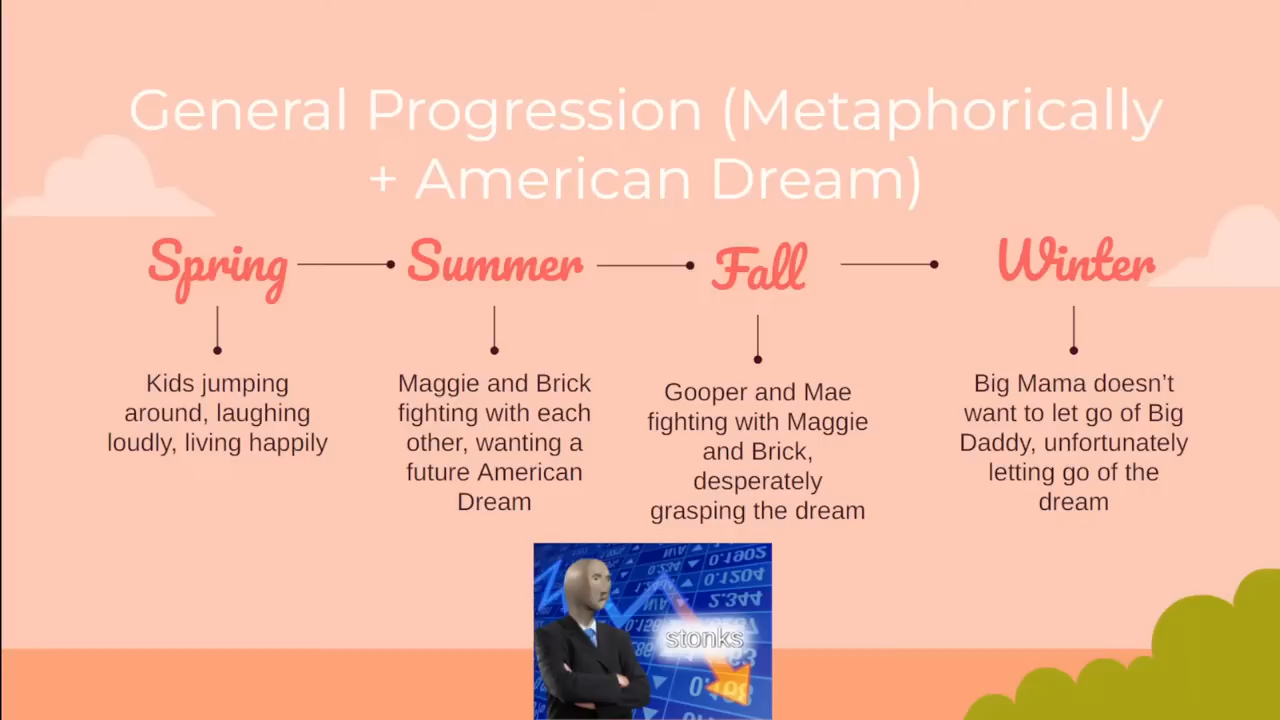 General Progression (Metaphorically
+ American Dream)
Spring
Summer
Fall
Winter
Kids jumping
around, laughing
loudly, living happily
Maggie and Brick
fighting with each
other, wanting a
future American
Dream
Gooper and Mae
fighting with Maggie
and Brick,
desperately
grasping the dream
Big Mama doesn’t
want to let go of Big
Daddy, unfortunately
letting go of the
dream
stonks